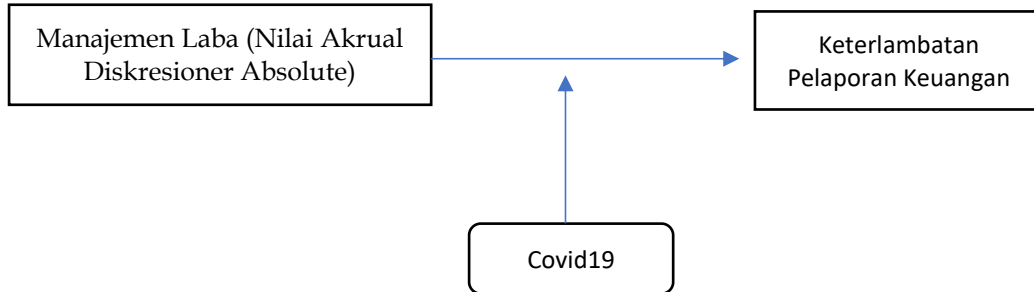 Manajemen Laba (Nilai Akrual
Diskresioner Absolute)
Keterlambatan
Pelaporan Keuangan
Covid19